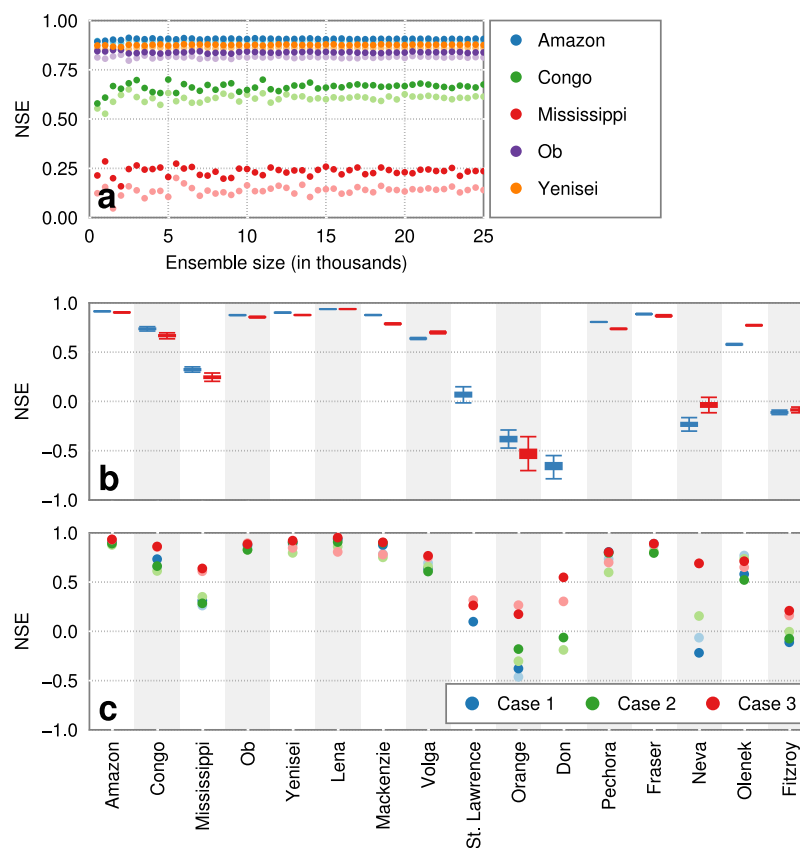 1.00
0.75
0.50
0.25
0.00
NSE
a
0
5
10
15
20
25
Ensemble size (in thousands)
Amazon
Congo
Mississippi
Ob
Yenisei
1.0
0.5
0.0
−0.5
−1.0
NSE
b
1.0
0.5
0.0
−0.5
−1.0
NSE
c
Case 1
Case 2
Case 3
Amazon
Congo
Mississippi
Ob
Yenisei
Lena
Mackenzie
Volga
St. Lawrence
Orange
Don
Pechora
Fraser
Neva
Olenek
Fitzroy